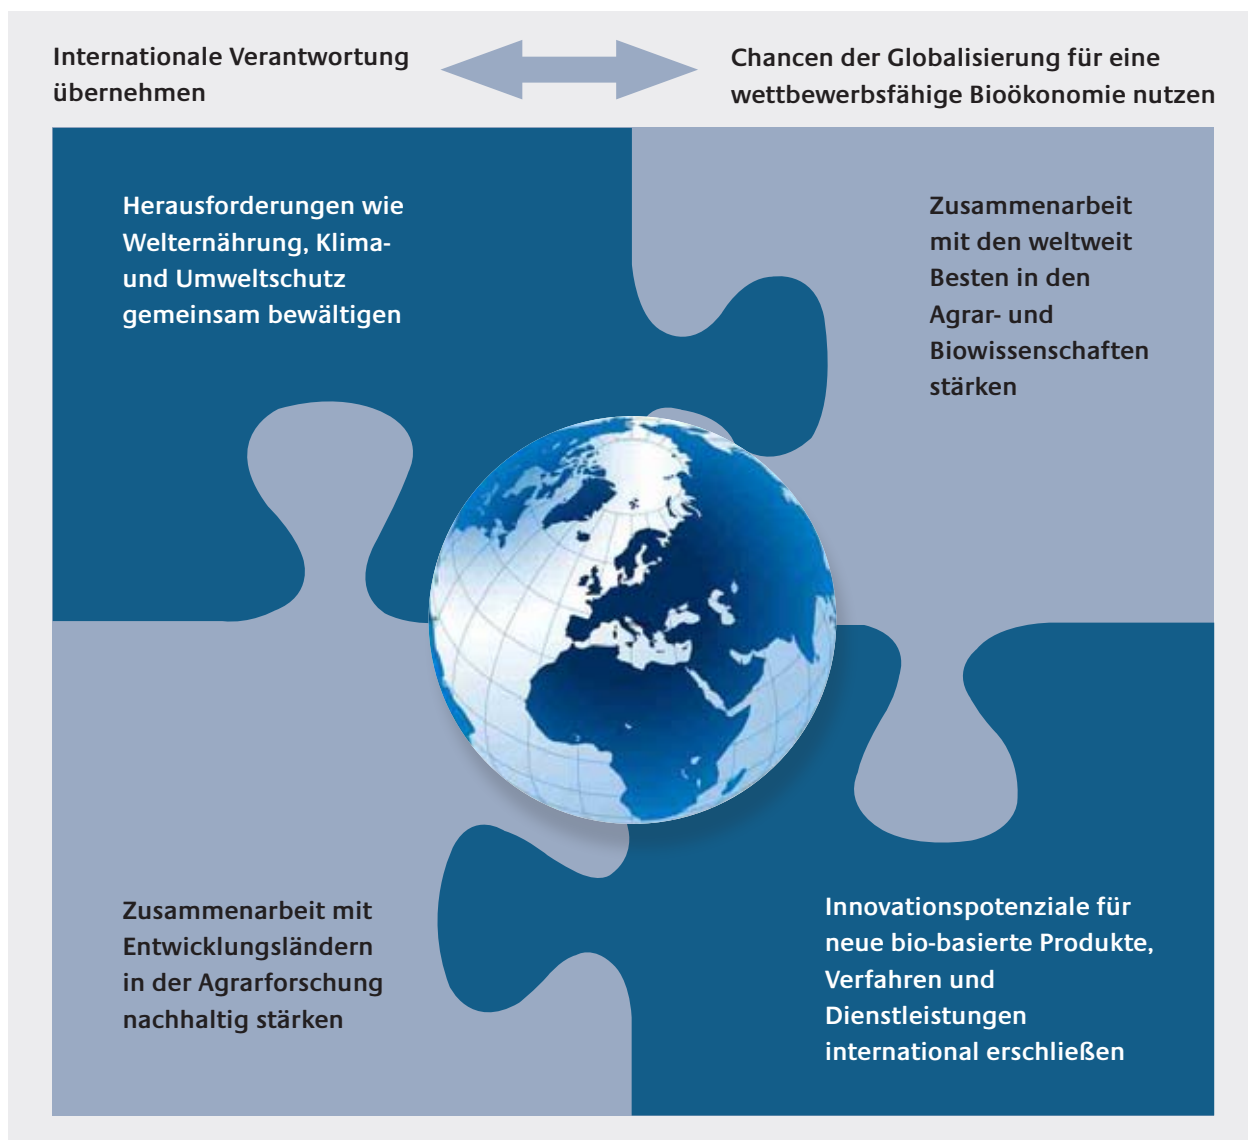 Internationale Verantwortung
übernehmen
Chancen der Globalisierung für eine
wettbewerbsfähige Bioökonomie nutzen
Herausforderungen wie
Welternährung, Klima-
und Umweltschutz
gemeinsam bewältigen
Zusammenarbeit
mit den weltweit
Besten in den
Agrar- und
Biowissenschaften
stärken
Zusammenarbeit mit
Entwicklungsländern
in der Agrarforschung
nachhaltig stärken
Innovationspotenziale für
neue bio-basierte Produkte,
Verfahren und
Dienstleistungen
international erschließen